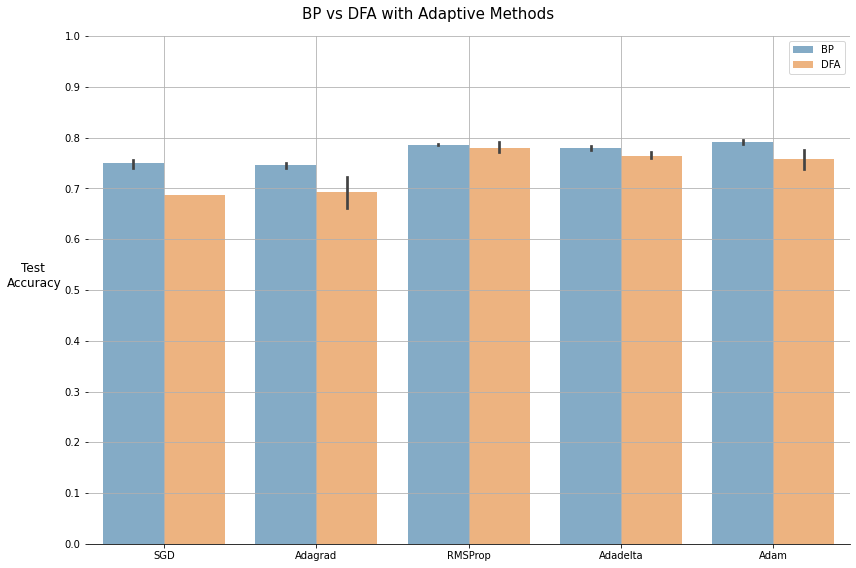 BP vs DFA with Adaptive Methods
BP
DFA
1.0
0.9
0.8
0.7
0.6
0.5
0.4
0.3
0.2
0.1
0.0
Test
Accuracy
SGD
Adagrad
RMSProp
Adadelta
Adam